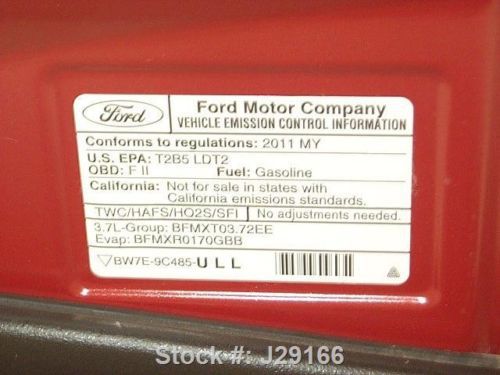 Ford
Ford Motor Company
VEHICLE EMISSION CONTROL INFORMATION
Conforms to regulations: 2011 MY
U.S. EPA: T2B5 LDT2
OBD: F II Fuel: Gasoline
California: Not for sale in states with
California emissions standards.
TWC/HAFS/HO2S/SFI No adjustments needed.
3.7L-Group: BFMXT03.72EE
Evap: BFMXR0170GBB
BW7E-9C485-ULL
Stock #: J29166